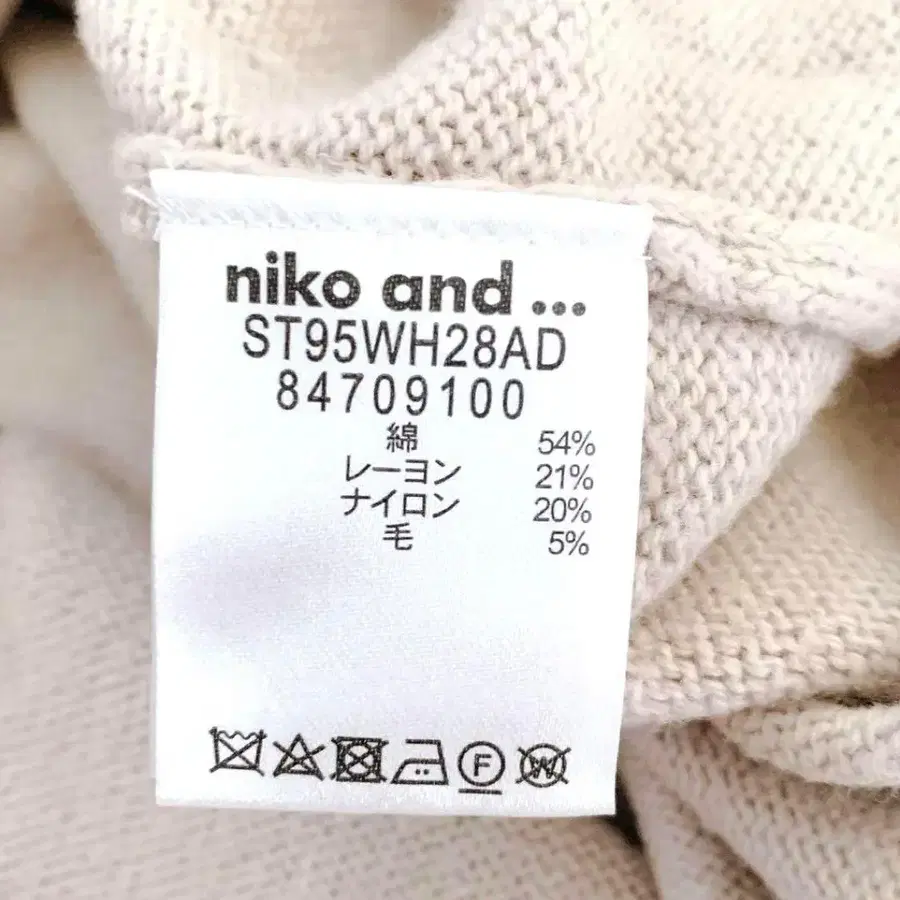 niko and ...
ST95WH28AD
84709100
綿 54%
レーヨン 21%
ナイロン 20%
毛 5%
F W